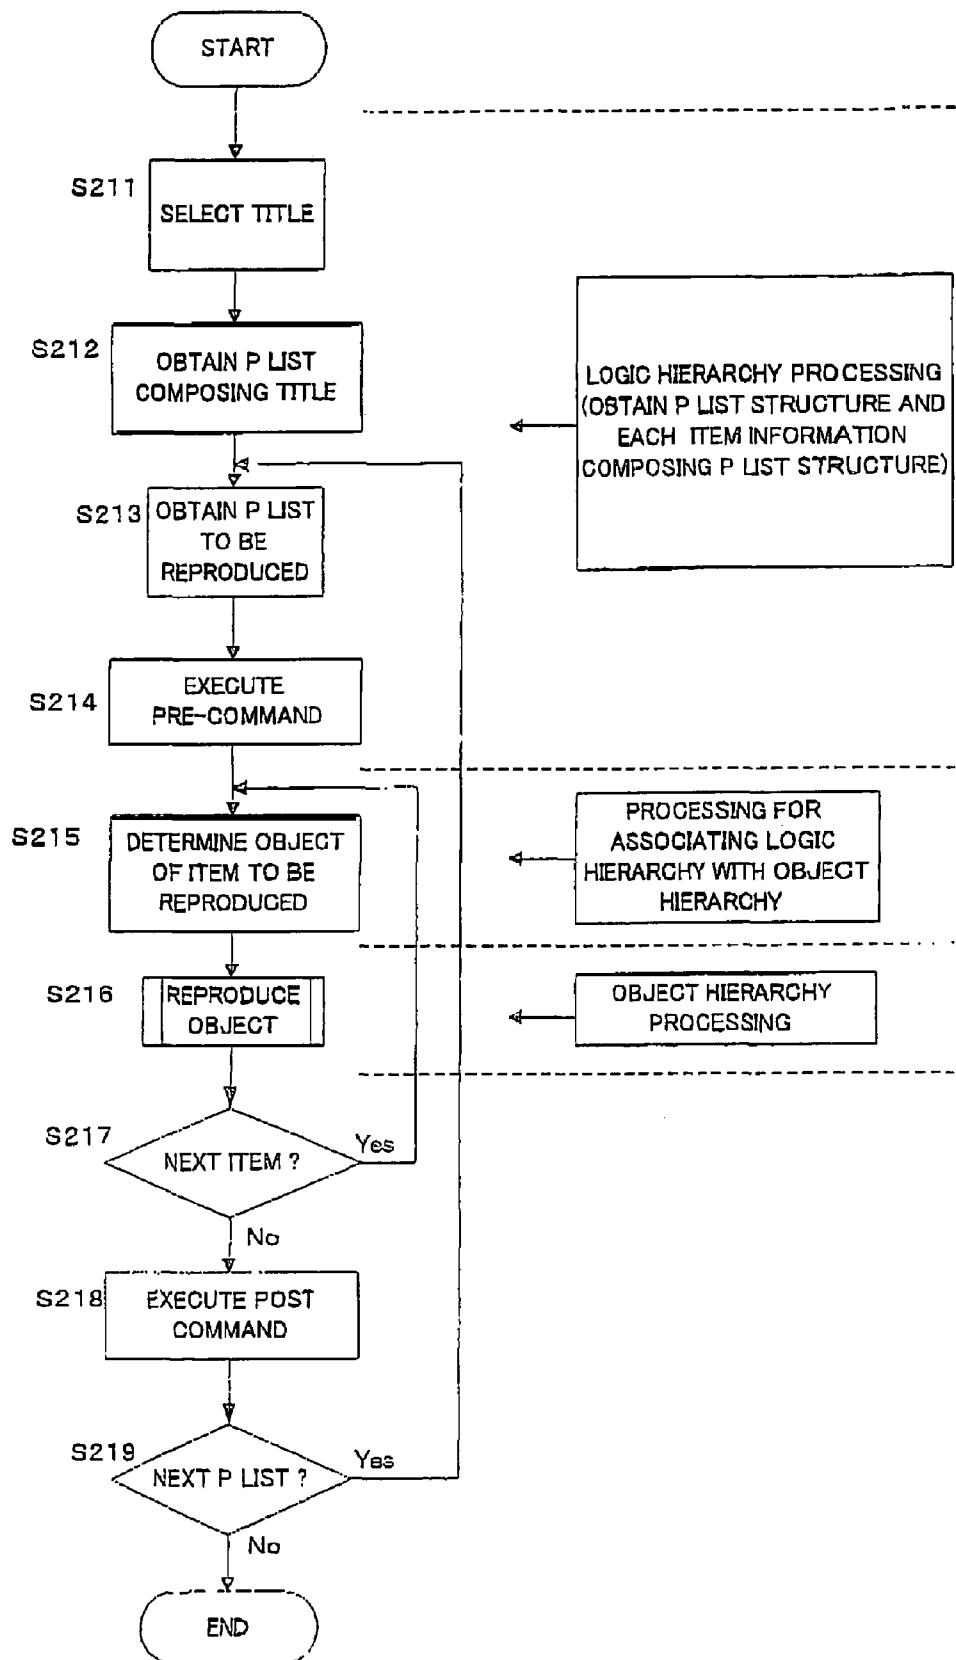 START
S211
SELECT TITLE
S212
OBTAIN P LIST
COMPOSING TITLE
LOGIC HIERARCHY PROCESSING
(OBTAIN P LIST STRUCTURE AND
EACH ITEM INFORMATION
COMPOSING P LIST STRUCTURE)
S213
OBTAIN P LIST
TO BE
REPRODUCED
S214
EXECUTE
PRE-COMMAND
S215
DETERMINE OBJECT
OF ITEM TO BE
REPRODUCED
PROCESSING FOR
ASSOCIATING LOGIC
HIERARCHY WITH OBJECT
HIERARCHY
S216
REPRODUCE
OBJECT
OBJECT HIERARCHY
PROCESSING
S217
NEXT ITEM ?
Yes
No
S218
EXECUTE POST
COMMAND
S219
NEXT P LIST ?
Yes
No
END